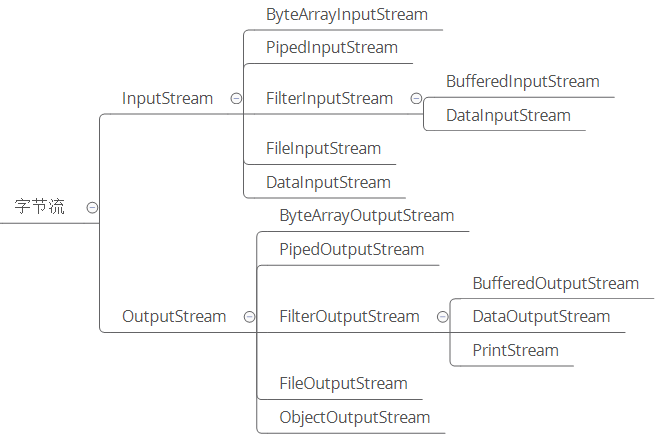 字节流
InputStream
ByteArrayInputStream
PipedInputStream
FilterInputStream
BufferedInputStream
DataInputStream
FileInputStream
DataInputStream
OutputStream
ByteArrayOutputStream
PipedOutputStream
FilterOutputStream
BufferedOutputStream
DataOutputStream
PrintStream
FileOutputStream
ObjectOutputStream